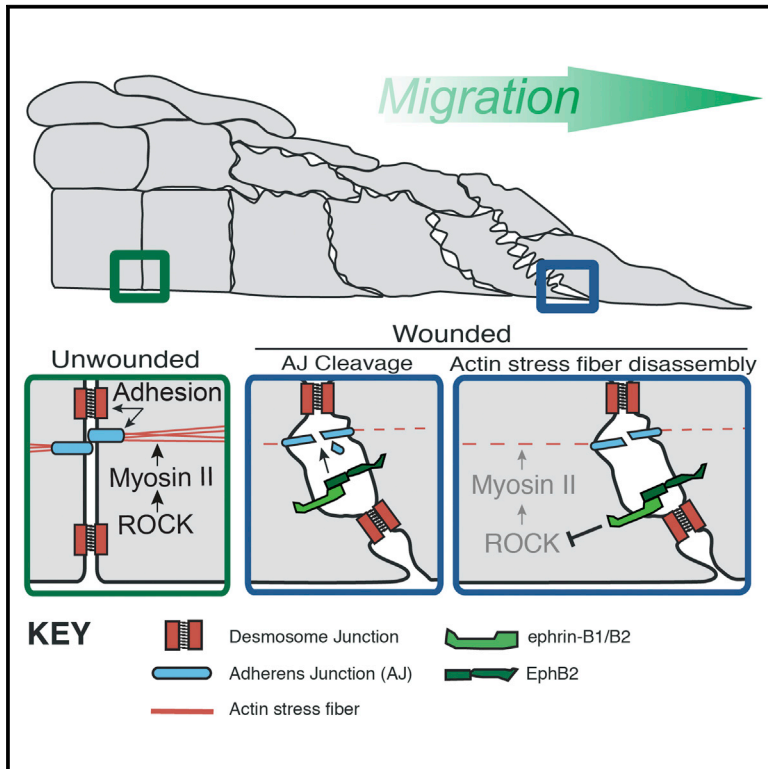 Migration
Wounded
Unwounded
AJ Cleavage
Actin stress fiber disassembly
Adhesion
Myosin II
ROCK
Myosin II
ROCK
KEY
Desmosome Junction
ephrin-B1/B2
Adherens Junction (AJ)
EphB2
Actin stress fiber